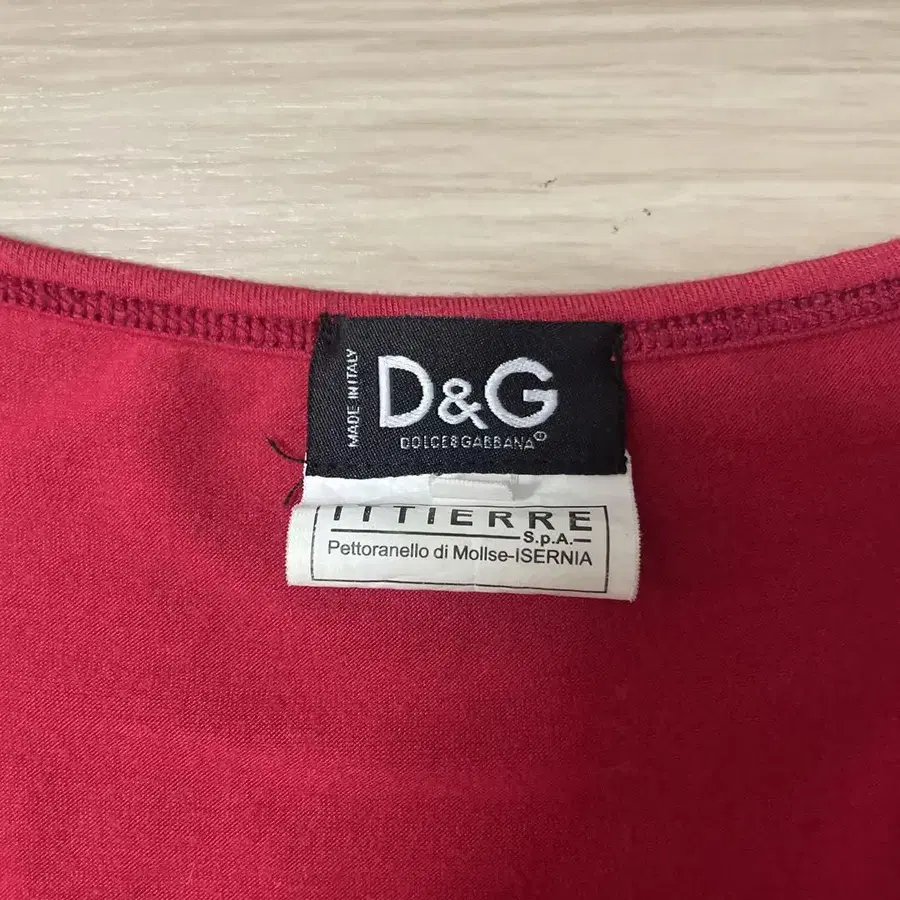 MADE IN ITALY
D&G
DOLCE&GABBANA
ITTIERRE
S.p.A.
Pettoranello di Mollse-ISERNIA